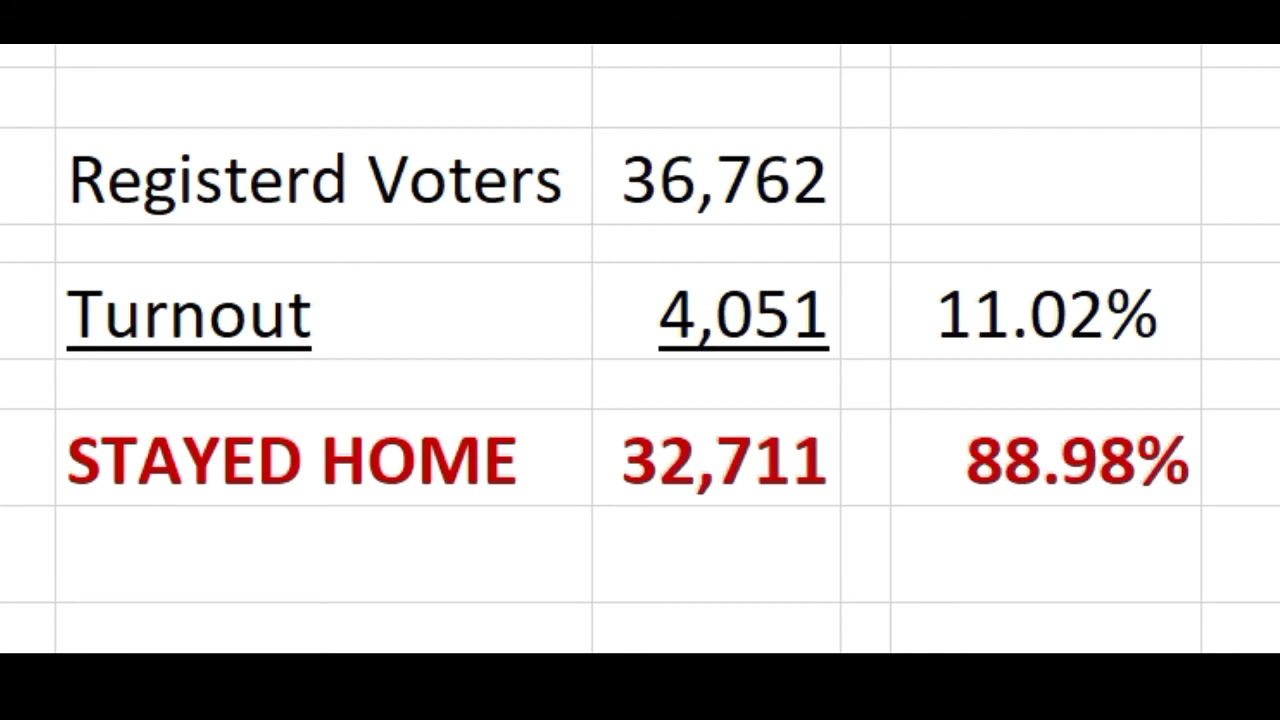 Registerd Voters 36,762
Turnout 4,051 11.02%
STAYED HOME 32,711 88.98%